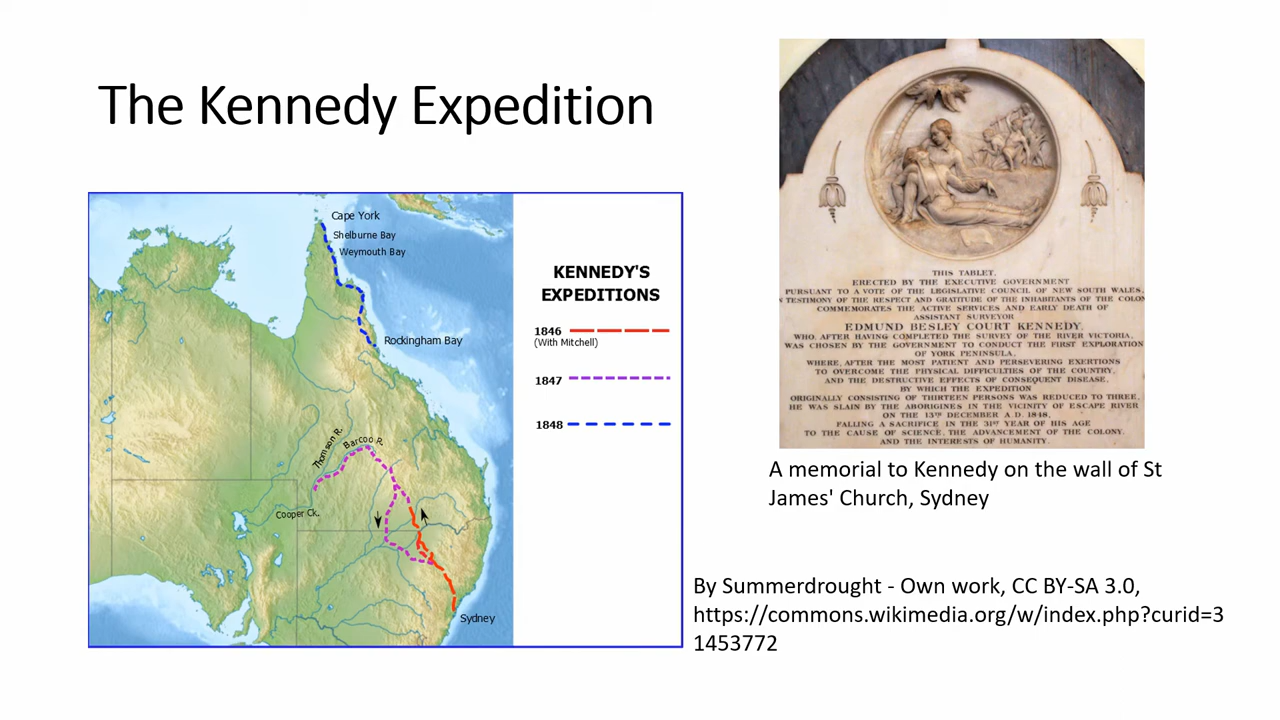 The Kennedy Expedition
Cape York
Shelburne Bay
Weymouth Bay
Rockingham Bay
Thomson R.
Barcoo R.
Cooper Ck.
Sydney
KENNEDY'S
EXPEDITIONS
1846
(With Mitchell)
1847
1848
THIS TABLET,
ERECTED BY THE EXECUTIVE GOVERNMENT
PURSUANT TO A VOTE OF THE LEGISLATIVE COUNCIL OF NEW SOUTH WALES,
N TESTIMONY OF THE RESPECT AND GRATITUDE OF THE INHABITANTS OF THE COLON
COMMEMORATES THE ACTIVE SERVICES AND EARLY DEATH OF
ASSISTANT SURVEYOR
EDMUND BESLEY COURT KENNEDY,
WHO, AFTER HAVING COMPLETED THE SURVEY OF THE RIVER VICTORIA,
WAS CHOSEN BY THE GOVERNMENT TO CONDUCT THE FIRST EXPLORATION
OF YORK PENINSULA,
WHERE, AFTER THE MOST PATIENT AND PERSEVERING EXERTIONS
TO OVERCOME THE PHYSICAL DIFFICULTIES OF THE COUNTRY,
AND THE DESTRUCTIVE EFFECTS OF CONSEQUENT DISEASE,
BY WHICH THE EXPEDITION
ORIGINALLY CONSISTING OF THIRTEEN PERSONS WAS REDUCED TO THREE,
HE WAS SLAIN BY THE ABORIGINES IN THE VICINITY OF ESCAPE RIVER
ON THE 13TH DECEMBER A.D. 1848,
FALLING A SACRIFICE IN THE 31ST YEAR OF HIS AGE
TO THE CAUSE OF SCIENCE, THE ADVANCEMENT OF THE COLONY,
AND THE INTERESTS OF HUMANITY.
A memorial to Kennedy on the wall of St
James' Church, Sydney
By Summerdrought - Own work, CC BY-SA 3.0,
https://commons.wikimedia.org/w/index.php?curid=3
1453772